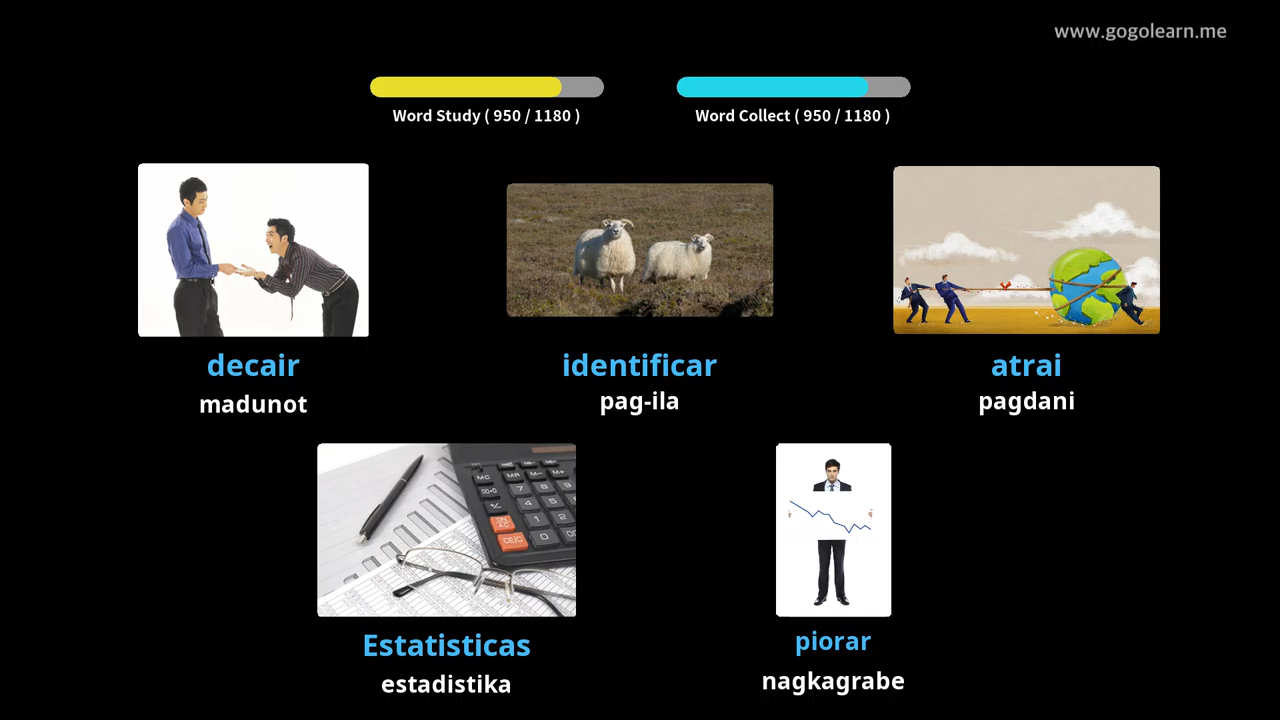 www.gogolearn.me
Word Study ( 950 / 1180 )
Word Collect ( 950 / 1180 )
decair
madunot
identificar
pag-ila
atrai
pagdani
Estatisticas
estadistika
piorar
nagkagrabe